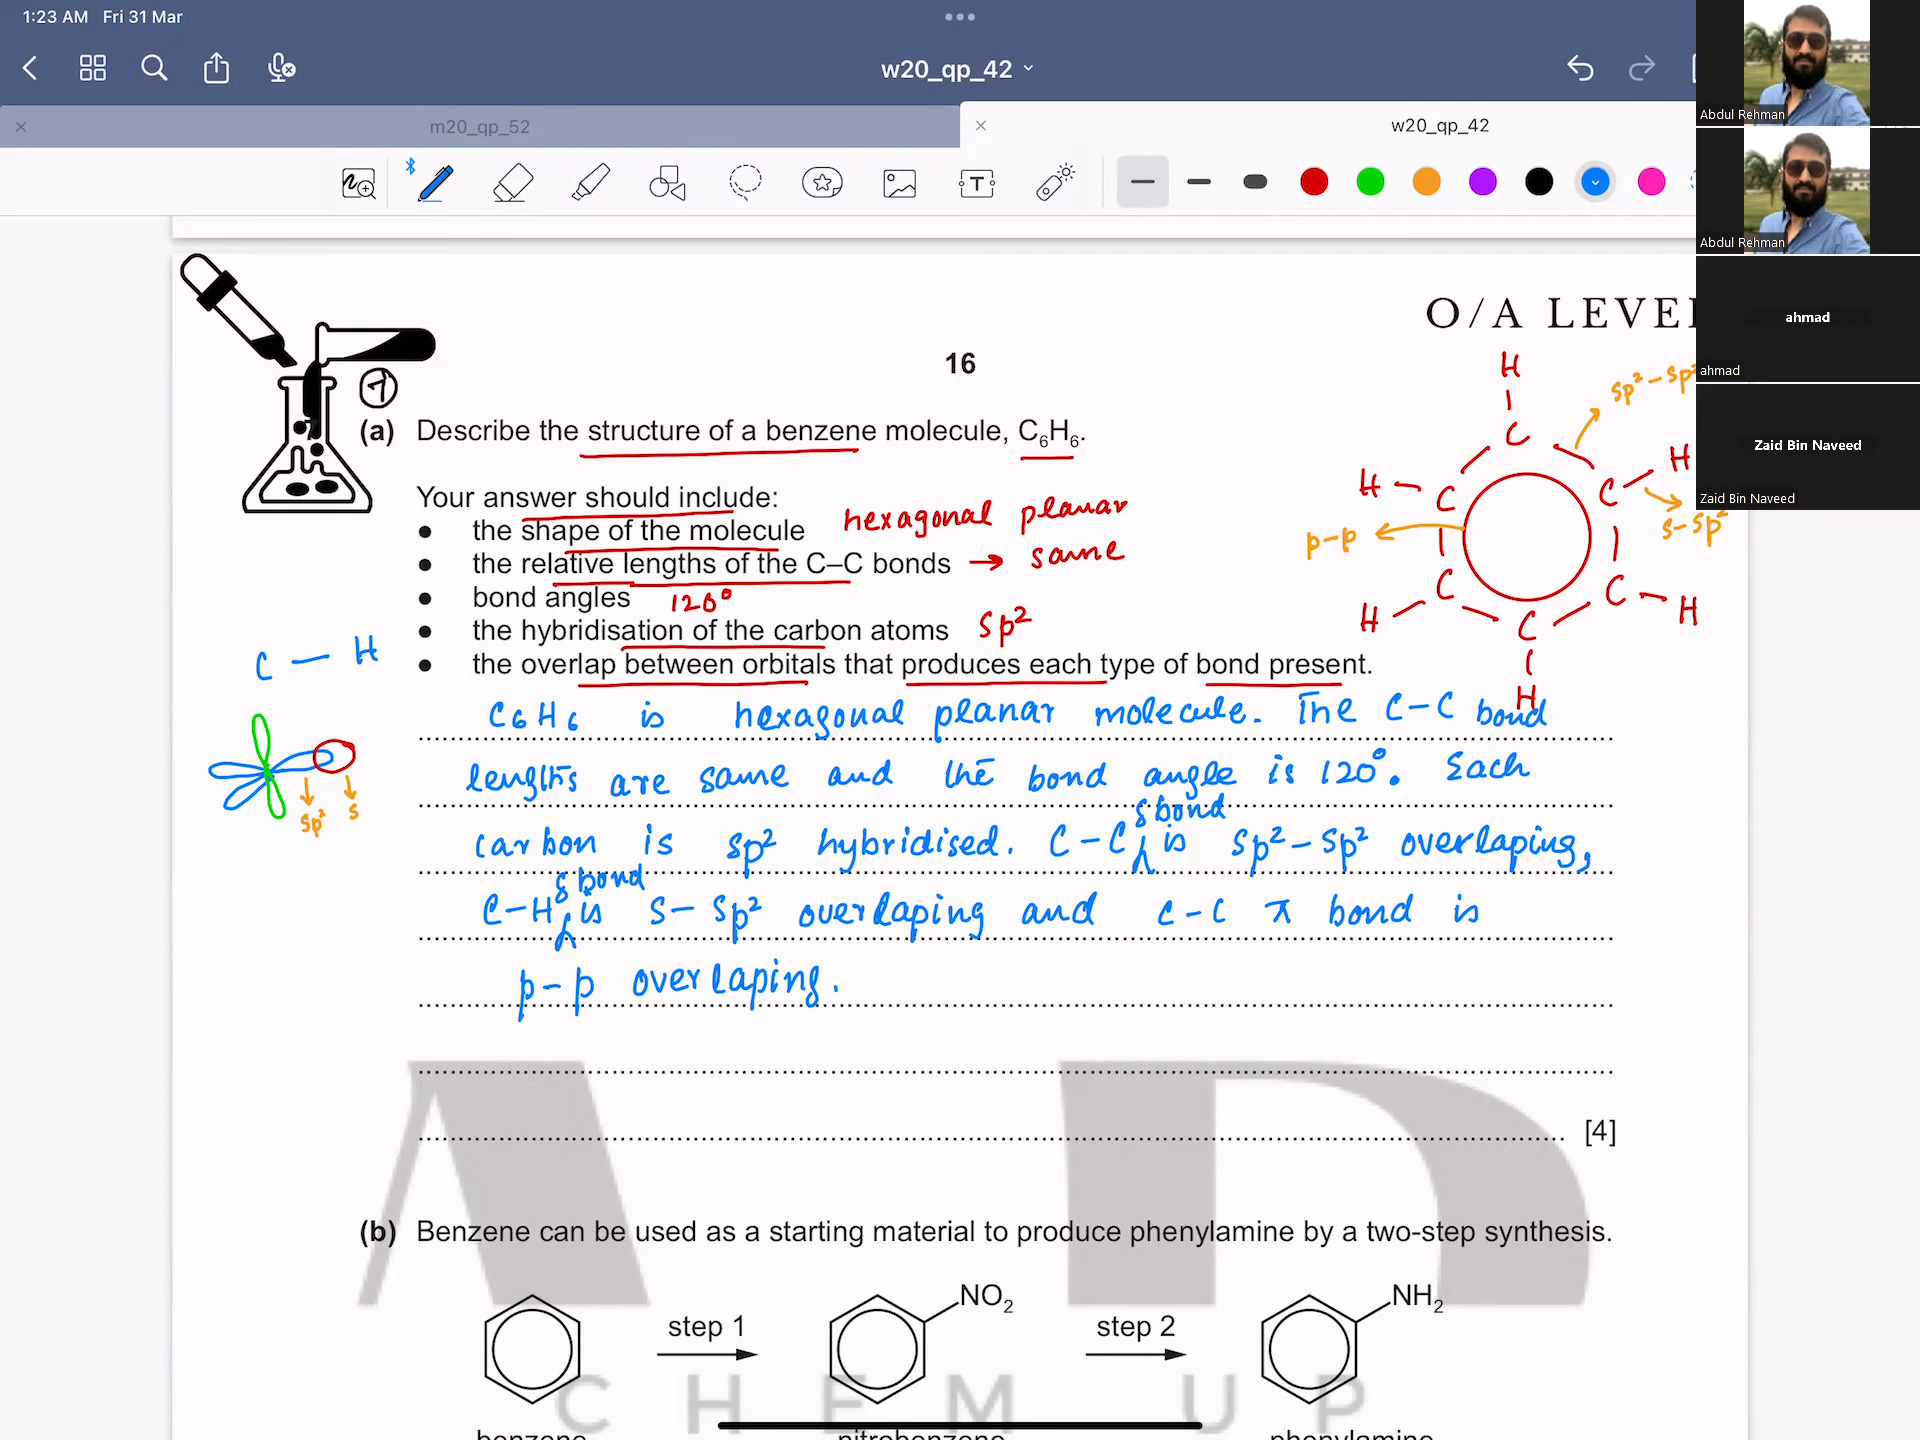 1:23 AM Fri 31 Mar
w20_qp_42
m20_qp_52
w20_qp_42
T
Abdul Rehman
Abdul Rehman
ahmad
ahmad
Zaid Bin Naveed
Zaid Bin Naveed
O/A LEVE
16
7
(a) Describe the structure of a benzene molecule, C₆H₆.
Your answer should include:
• the shape of the molecule hexagonal planar
• the relative lengths of the C–C bonds → same
• bond angles 120°
• the hybridisation of the carbon atoms sp²
• the overlap between orbitals that produces each type of bond present.
H
C
C
C
C
C
C
H
H
H
H
H
sp²-sp²
s-sp²
p-p
C — H
sp² s
C₆H₆ is hexagonal planar molecule. The C-C bond
lengths are same and the bond angle is 120°. Each
carbon is sp² hybridised. C-C δ bond is sp²-sp² overlaping,
C-H δ bond is s-sp² overlaping and C-C π bond is
p-p overlaping.
[4]
(b) Benzene can be used as a starting material to produce phenylamine by a two-step synthesis.
step 1
NO₂
step 2
NH₂
benzene nitrobenzene phenylamine
CHEM UP